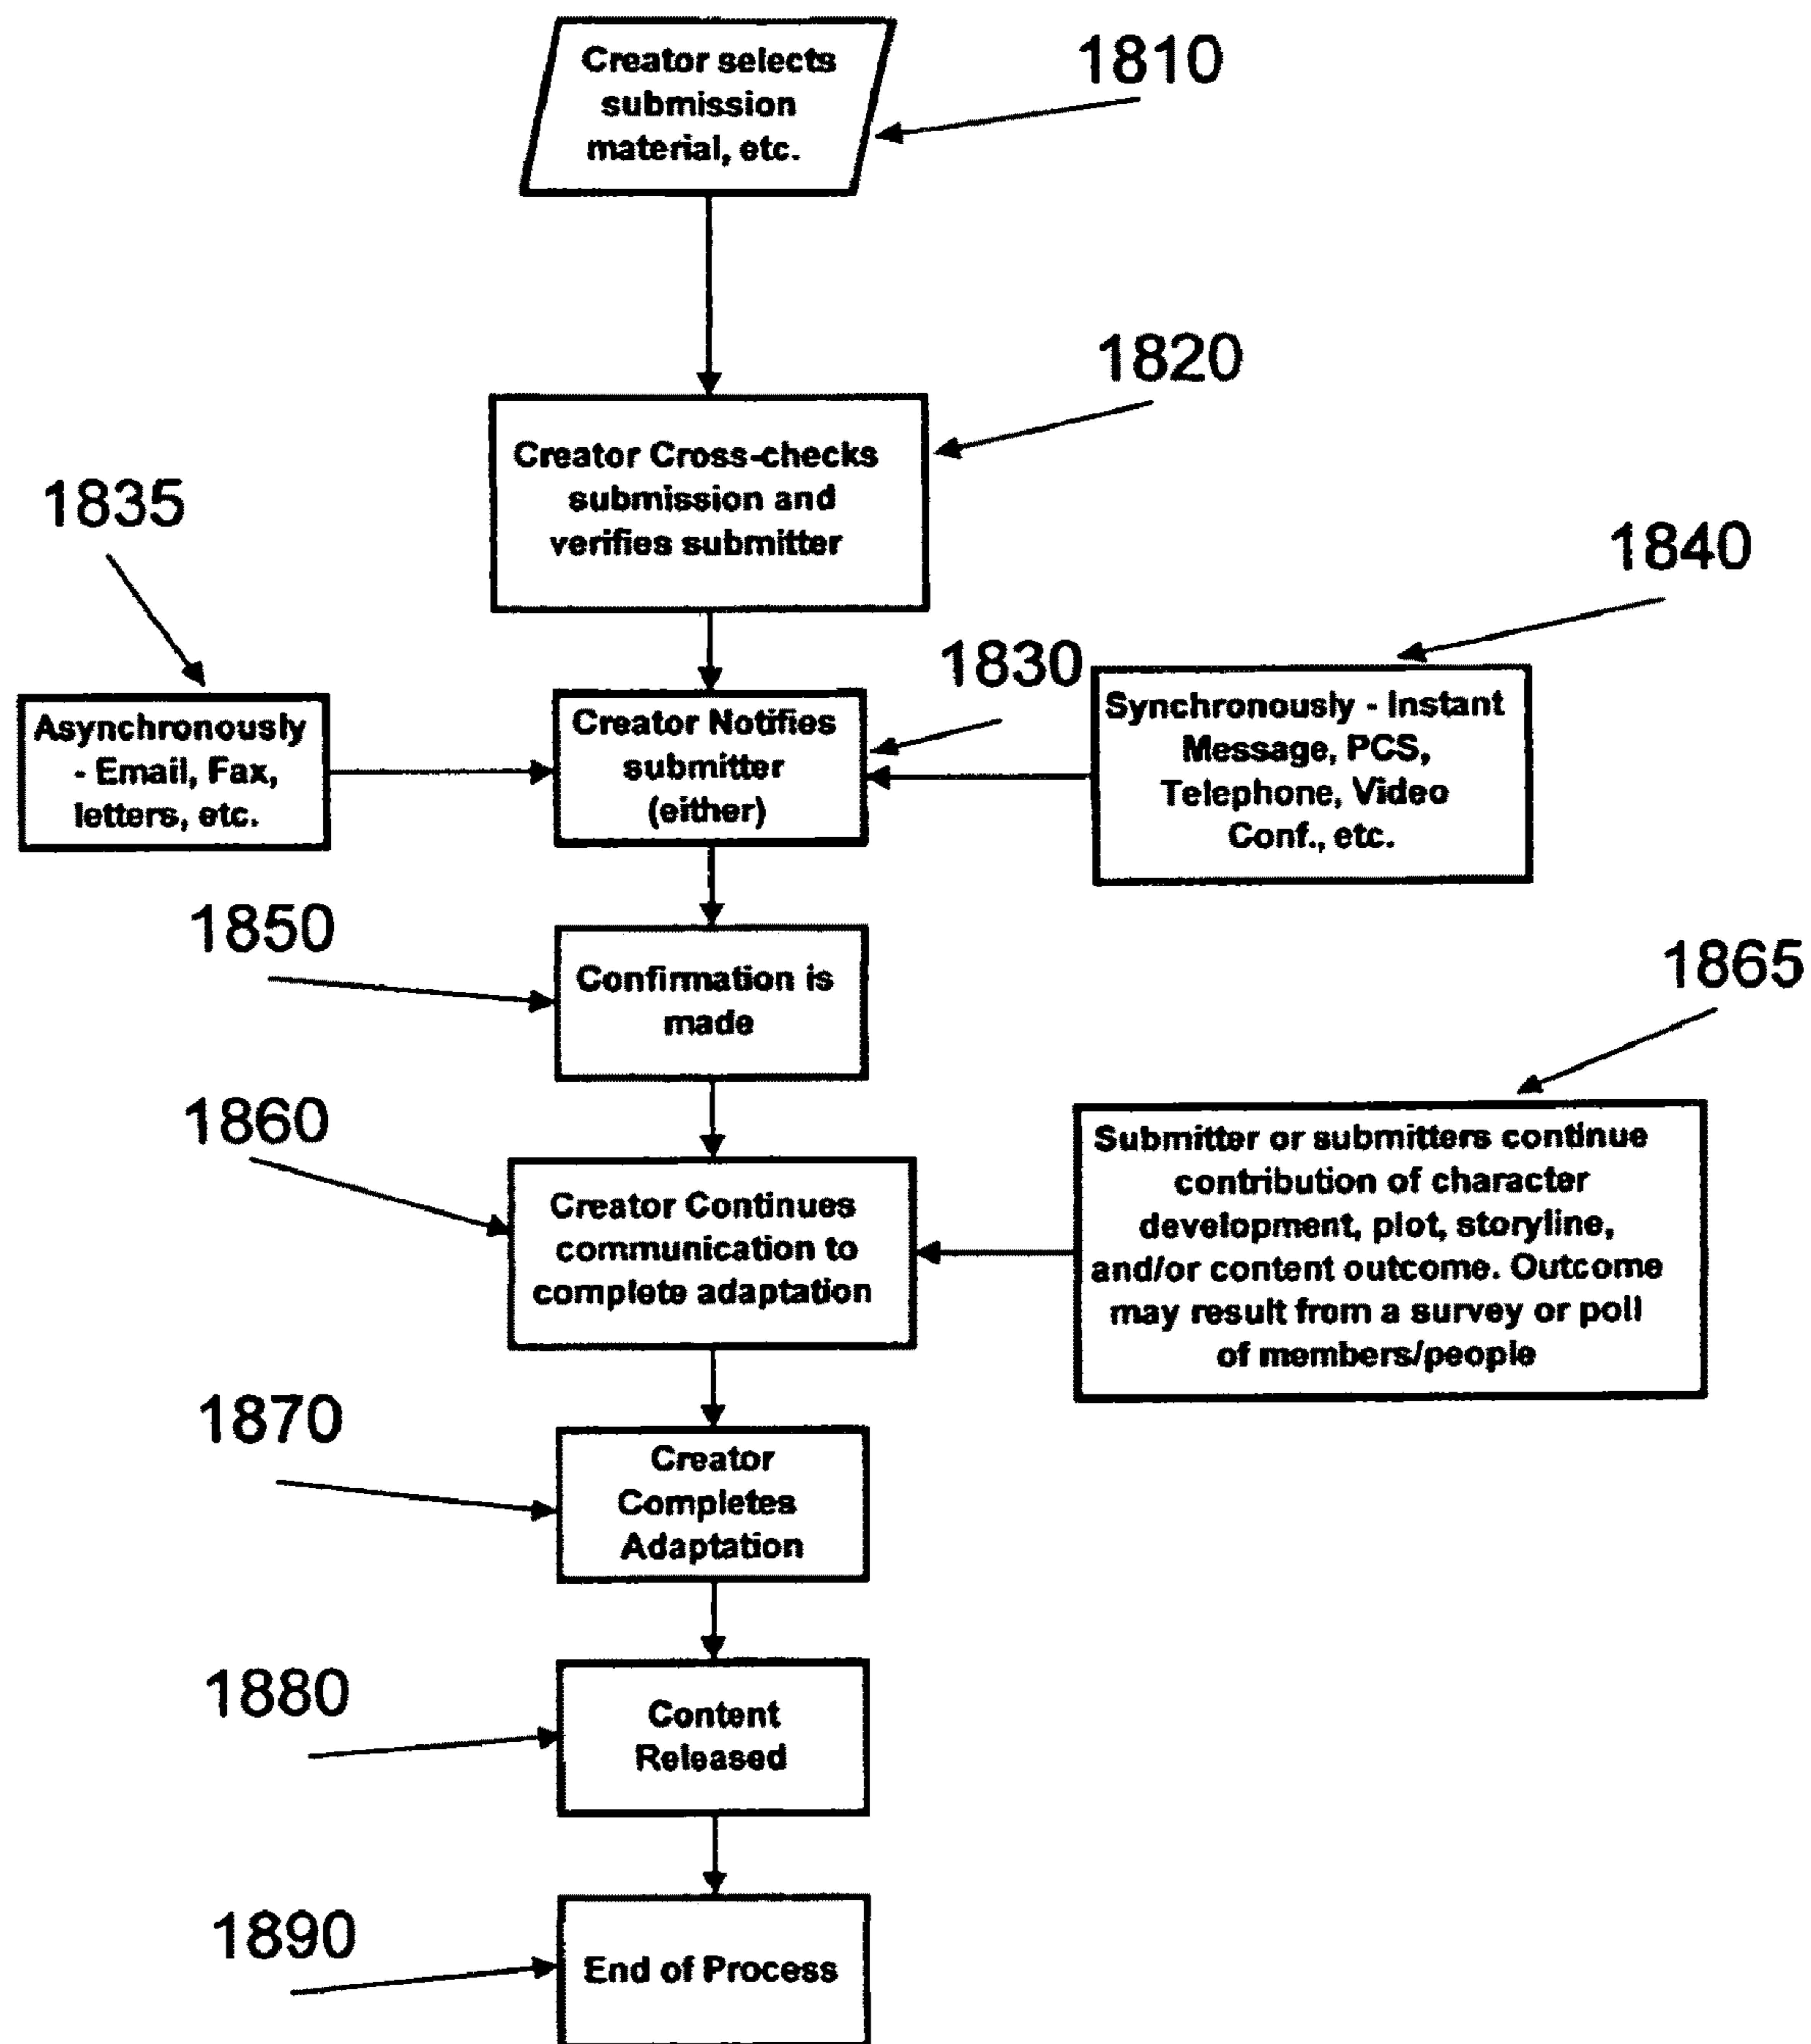 Creator selects
submission
material, etc.
1810
1820
Creator Cross-checks
submission and
verifies submitter
1835
1840
1830
Asynchronously
- Email, Fax,
letters, etc.
Creator Notifies
submitter
(either)
Synchronously - Instant
Message, PCS,
Telephone, Video
Conf., etc.
1850
Confirmation is
made
1865
1860
Creator Continues
communication to
complete adaptation
Submitter or submitters continue
contribution of character
development, plot, storyline,
and/or content outcome. Outcome
may result from a survey or poll
of members/people
1870
Creator
Completes
Adaptation
1880
Content
Released
1890
End of Process